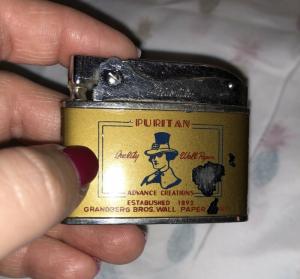 PURITAN
Quality Wall Paper
ADVANCE CREATIONS
ESTABLISHED 1892
GRANDBERG BROS. WALL PAPER